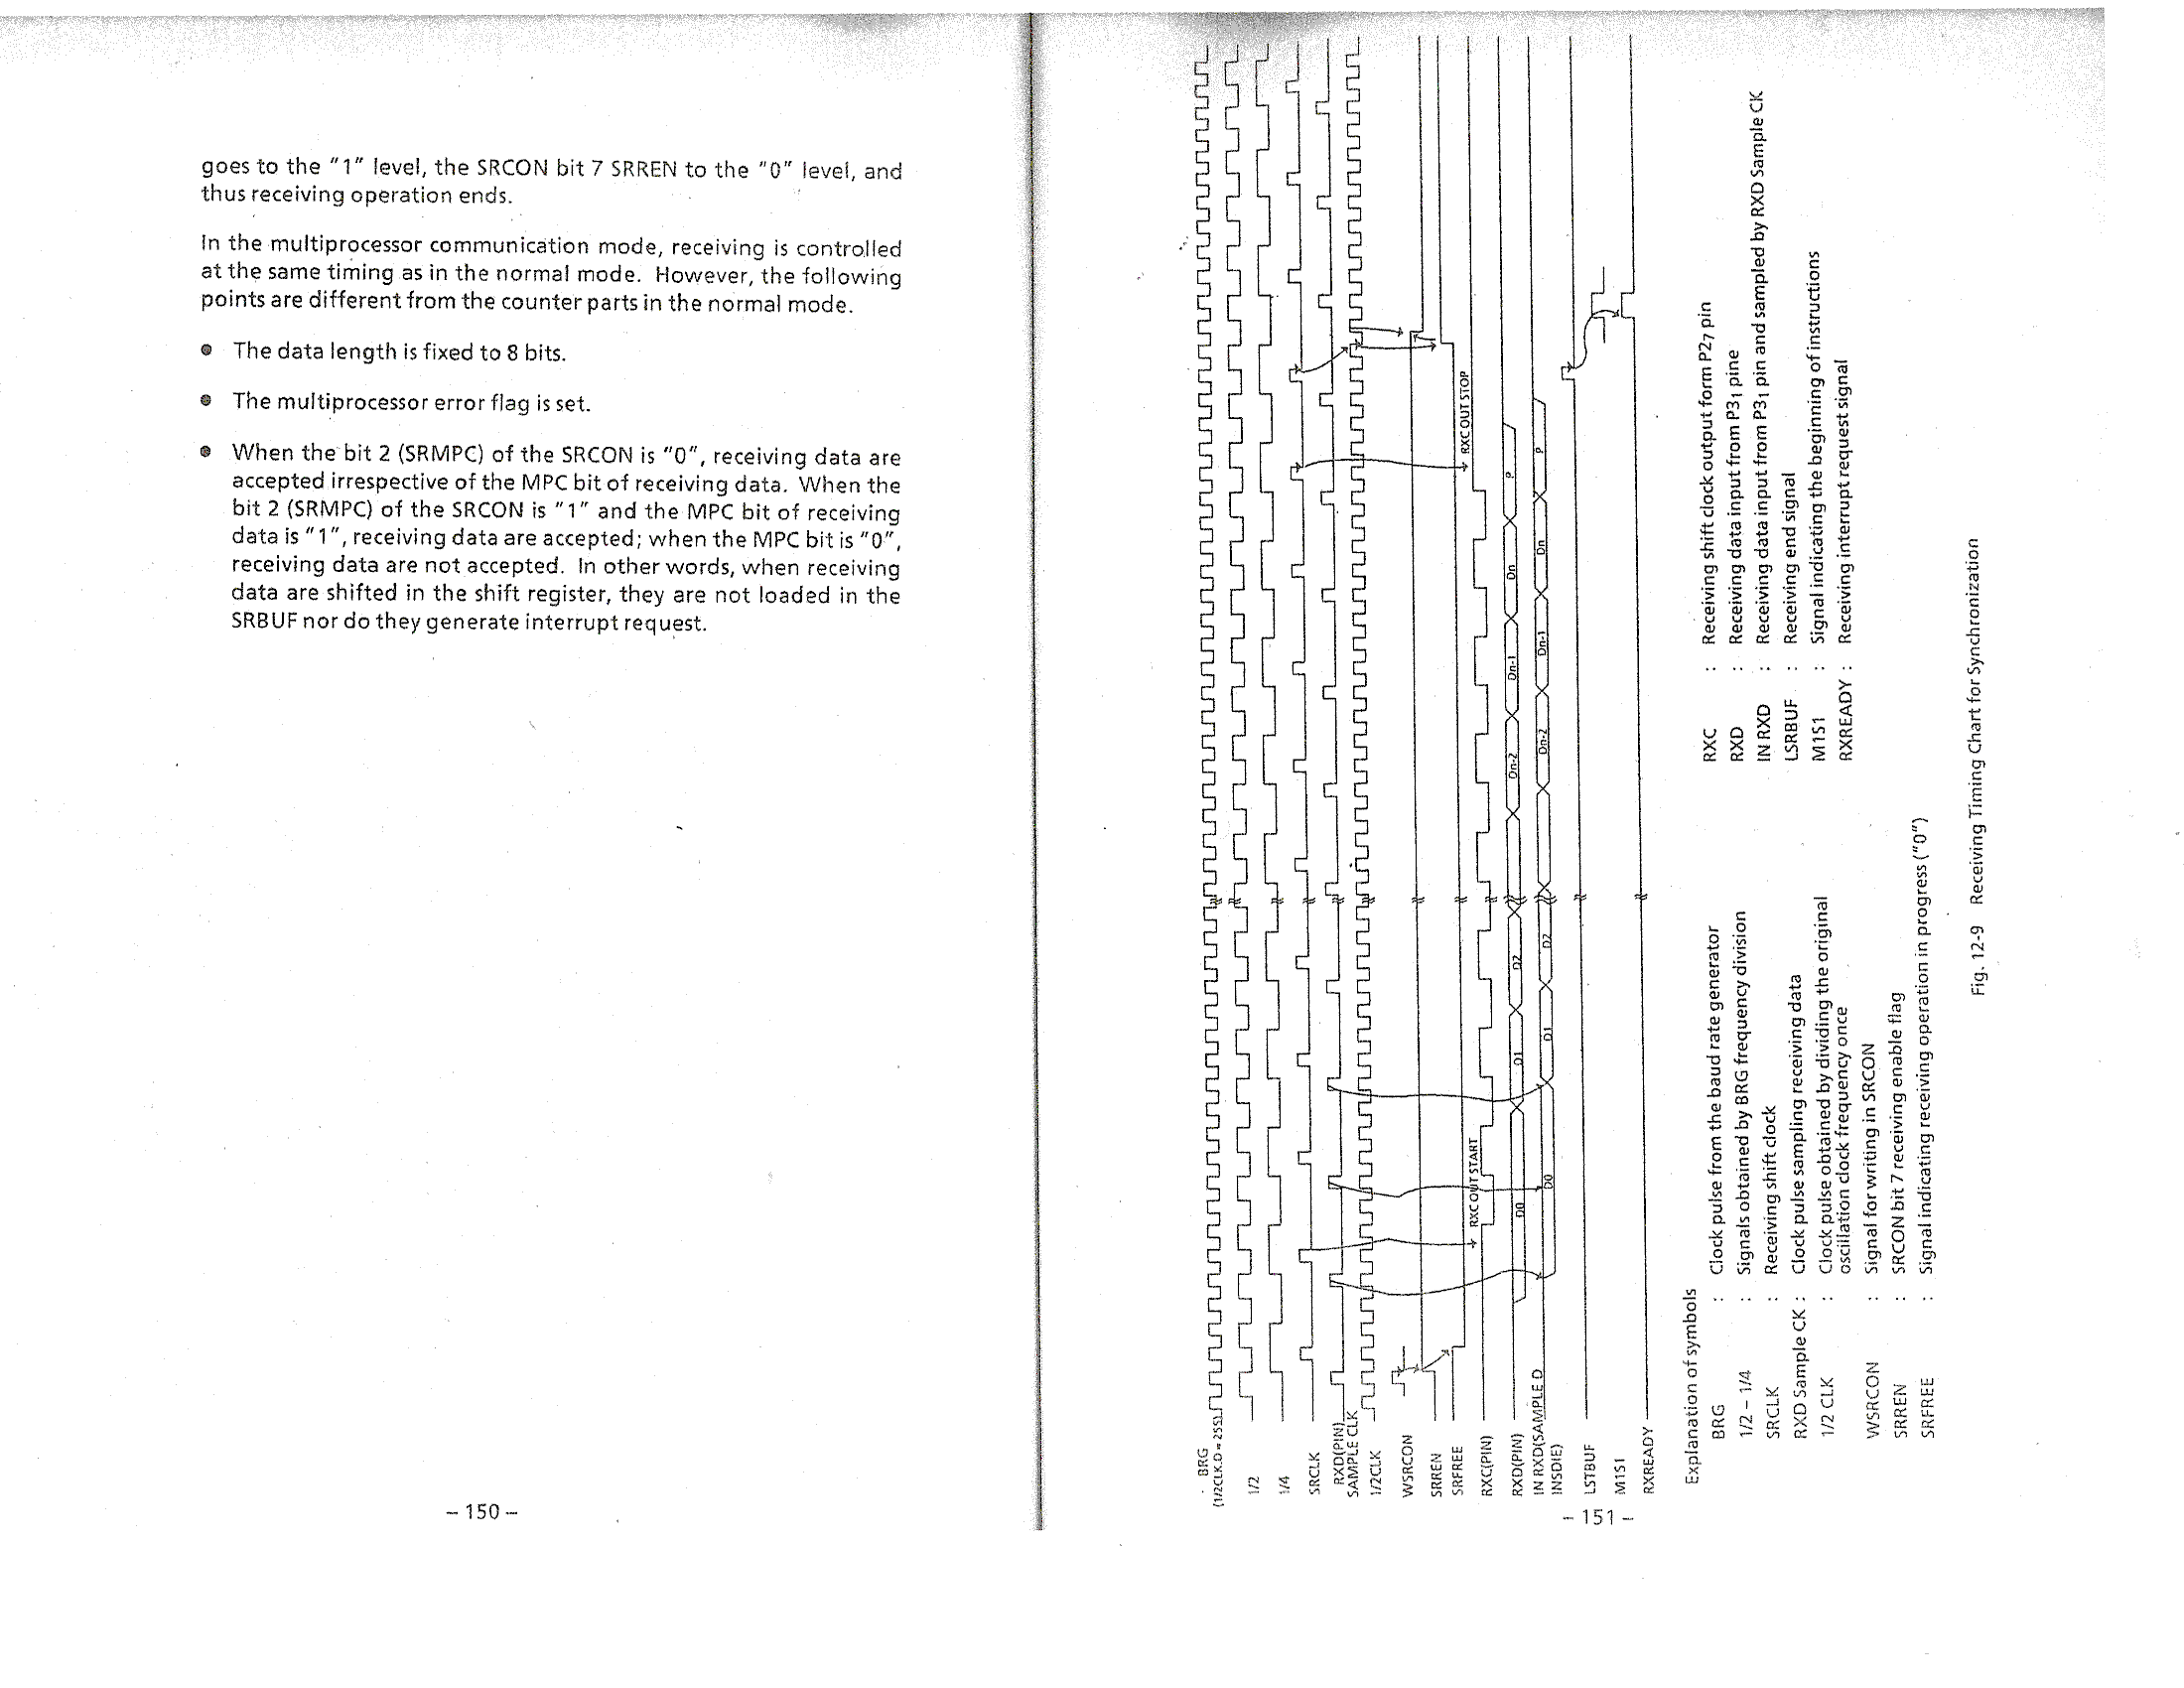 goes to the "1" level, the SRCON bit 7 SRREN to the "0" level, and
thus receiving operation ends.
In the multiprocessor communication mode, receiving is controlled
at the same timing as in the normal mode. However, the following
points are different from the counter parts in the normal mode.
● The data length is fixed to 8 bits.
● The multiprocessor error flag is set.
● When the bit 2 (SRMPC) of the SRCON is "0", receiving data are
accepted irrespective of the MPC bit of receiving data. When the
bit 2 (SRMPC) of the SRCON is "1" and the MPC bit of receiving
data is "1", receiving data are accepted; when the MPC bit is "0",
receiving data are not accepted. In other words, when receiving
data are shifted in the shift register, they are not loaded in the
SRBUF nor do they generate interrupt request.
– 150 –
BRG
(1/2CLK.D = 255)
1/2
1/4
SRCLK
RXD(PIN)
SAMPLE CLK
1/2CLK
WSRCON
SRREN
SRFREE
RXC(PIN)
RXC OUT START
RXC OUT STOP
RXD(PIN)
D0 D1 D2 Dn-2 Dn-1 Dn P
IN RXD(SAMPLE D
INSDIE)
D0 D1 D2 Dn-2 Dn-1 Dn P
LSTBUF
M1S1
RXREADY
Explanation of symbols
BRG : Clock pulse from the baud rate generator
1/2 – 1/4 : Signals obtained by BRG frequency division
SRCLK : Receiving shift clock
RXD Sample CK : Clock pulse sampling receiving data
1/2 CLK : Clock pulse obtained by dividing the original
oscillation clock frequency once
WSRCON : Signal for writing in SRCON
SRREN : SRCON bit 7 receiving enable flag
SRFREE : Signal indicating receiving operation in progress ("0")
RXC : Receiving shift clock output form P27 pin
RXD : Receiving data input from P31 pine
IN RXD : Receiving data input from P31 pin and sampled by RXD Sample CK
LSRBUF : Receiving end signal
M1S1 : Signal indicating the beginning of instructions
RXREADY : Receiving interrupt request signal
Fig. 12-9 Receiving Timing Chart for Synchronization
– 151 –